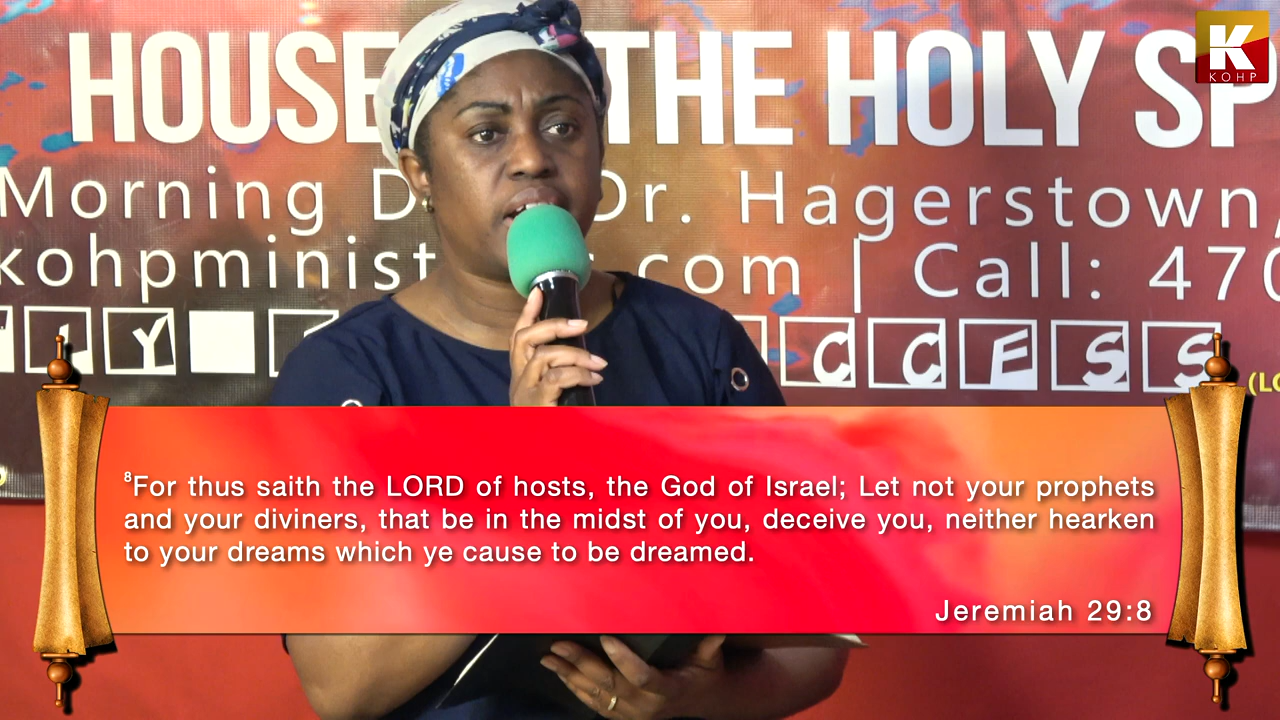 HOUSE THE HOLY SP
K
KOHP
Morning Dr. Hagerstown,
kohpminist com | Call: 470
Y C C E S S
8For thus saith the LORD of hosts, the God of Israel; Let not your prophets
and your diviners, that be in the midst of you, deceive you, neither hearken
to your dreams which ye cause to be dreamed.
Jeremiah 29:8